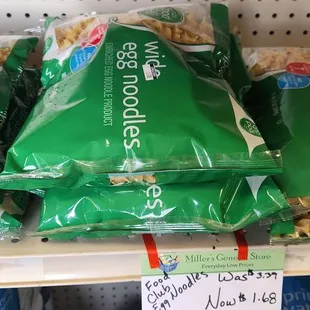 wide
egg noodles
ENRICHED EGG NOODLE PRODUCT
Miller's General Store
Everyday Low Prices
Food Club Egg Noodles
Was $3.29
Now $1.68